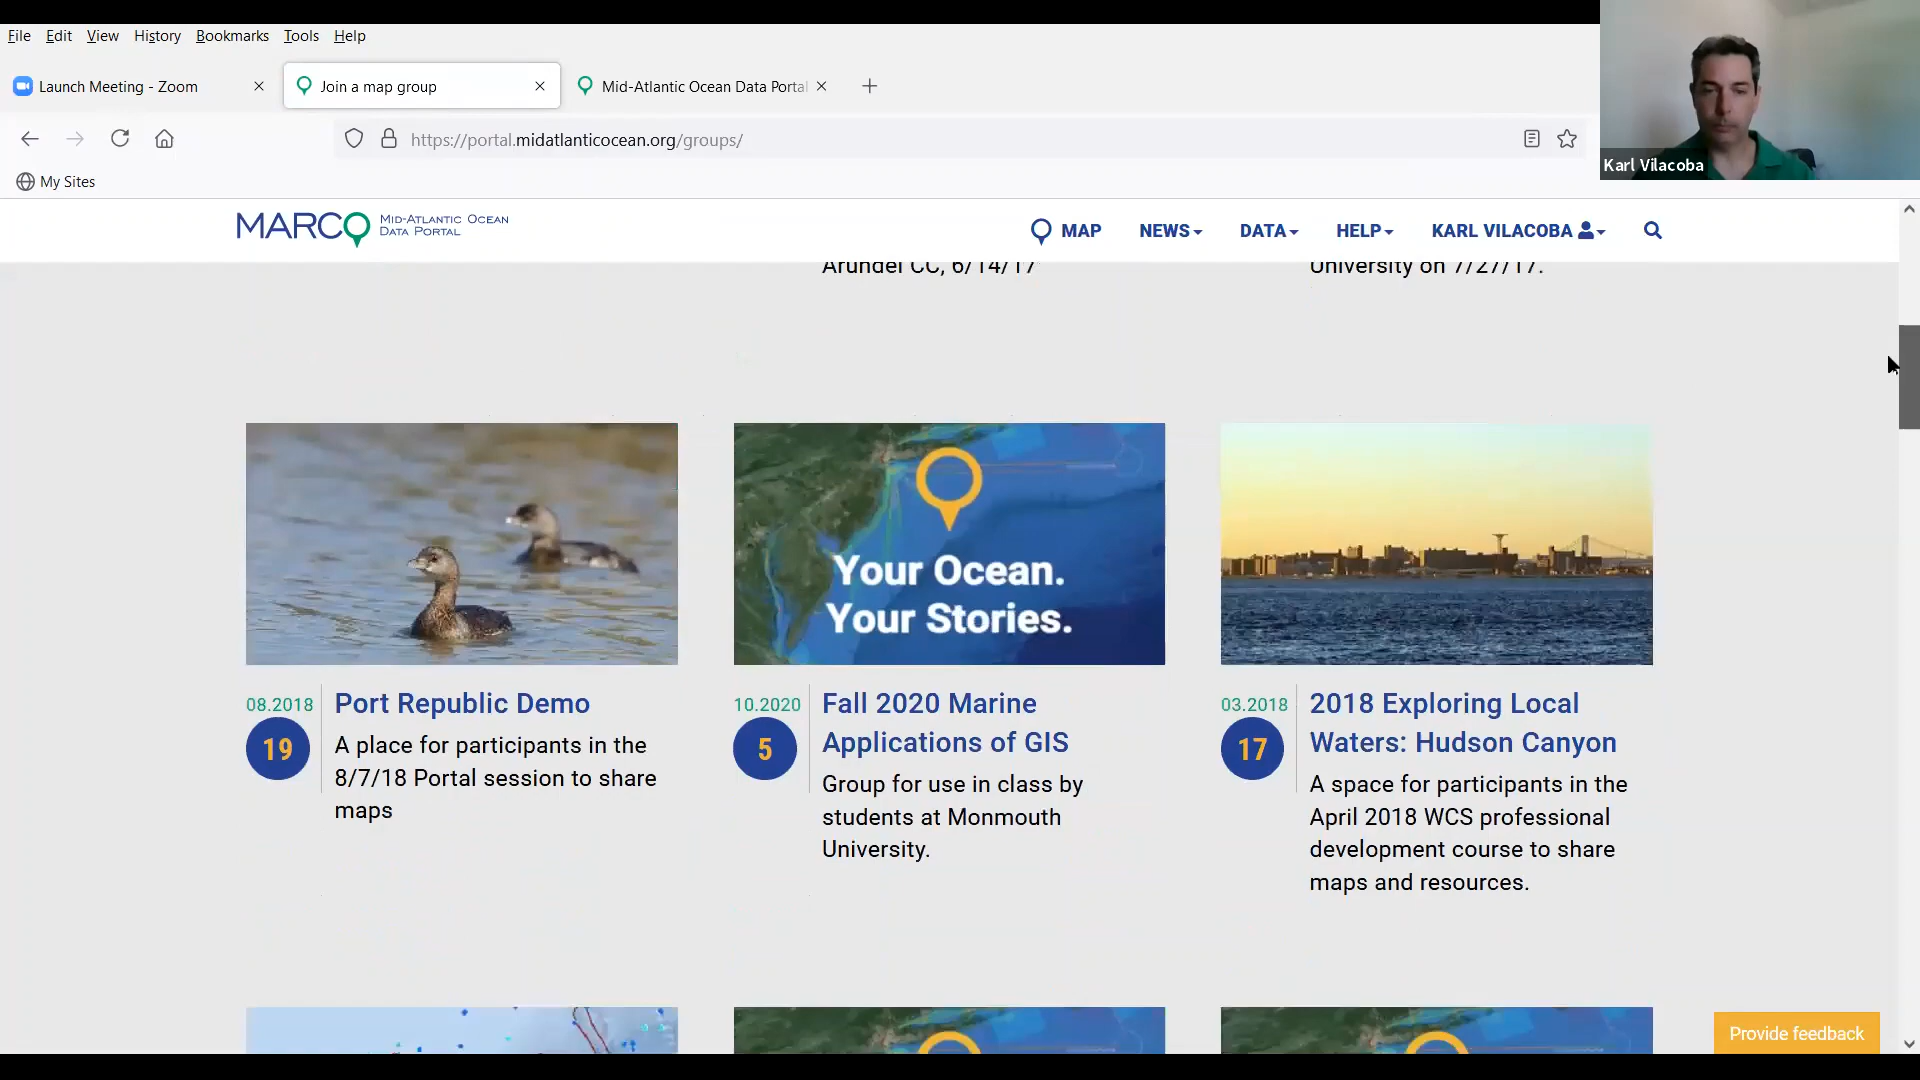 File Edit View History Bookmarks Tools Help
Launch Meeting - Zoom
Join a map group
Mid-Atlantic Ocean Data Portal
https://portal.midatlanticocean.org/groups/
My Sites
Karl Vilacoba
MARCO MID-ATLANTIC OCEAN
DATA PORTAL
MAP NEWS DATA HELP KARL VILACOBA
Arundel CC, 6/14/17
University on 7/27/17.
Your Ocean.
Your Stories.
08.2018
19
Port Republic Demo
A place for participants in the
8/7/18 Portal session to share
maps
10.2020
5
Fall 2020 Marine
Applications of GIS
Group for use in class by
students at Monmouth
University.
03.2018
17
2018 Exploring Local
Waters: Hudson Canyon
A space for participants in the
April 2018 WCS professional
development course to share
maps and resources.
Provide feedback